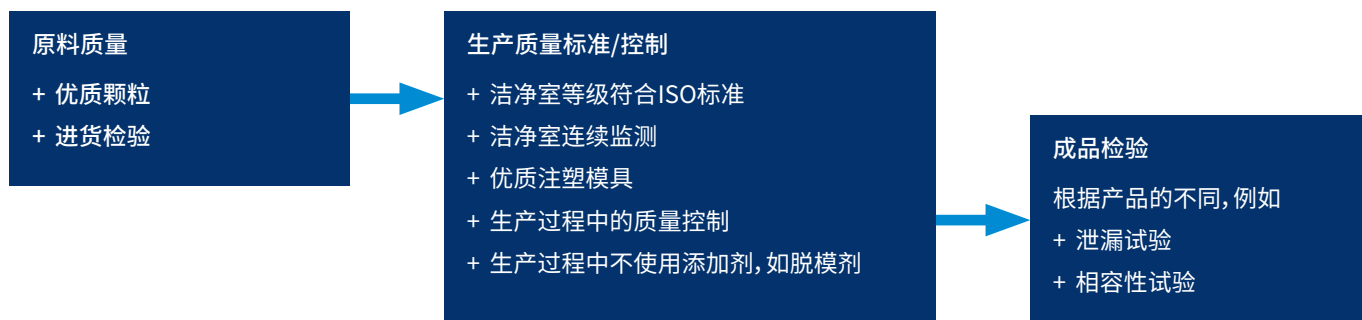 原料质量
+ 优质颗粒
+ 进货检验
生产质量标准/控制
+ 洁净室等级符合ISO标准
+ 洁净室连续监测
+ 优质注塑模具
+ 生产过程中的质量控制
+ 生产过程中不使用添加剂，如脱模剂
成品检验
根据产品的不同，例如
+ 泄漏试验
+ 相容性试验